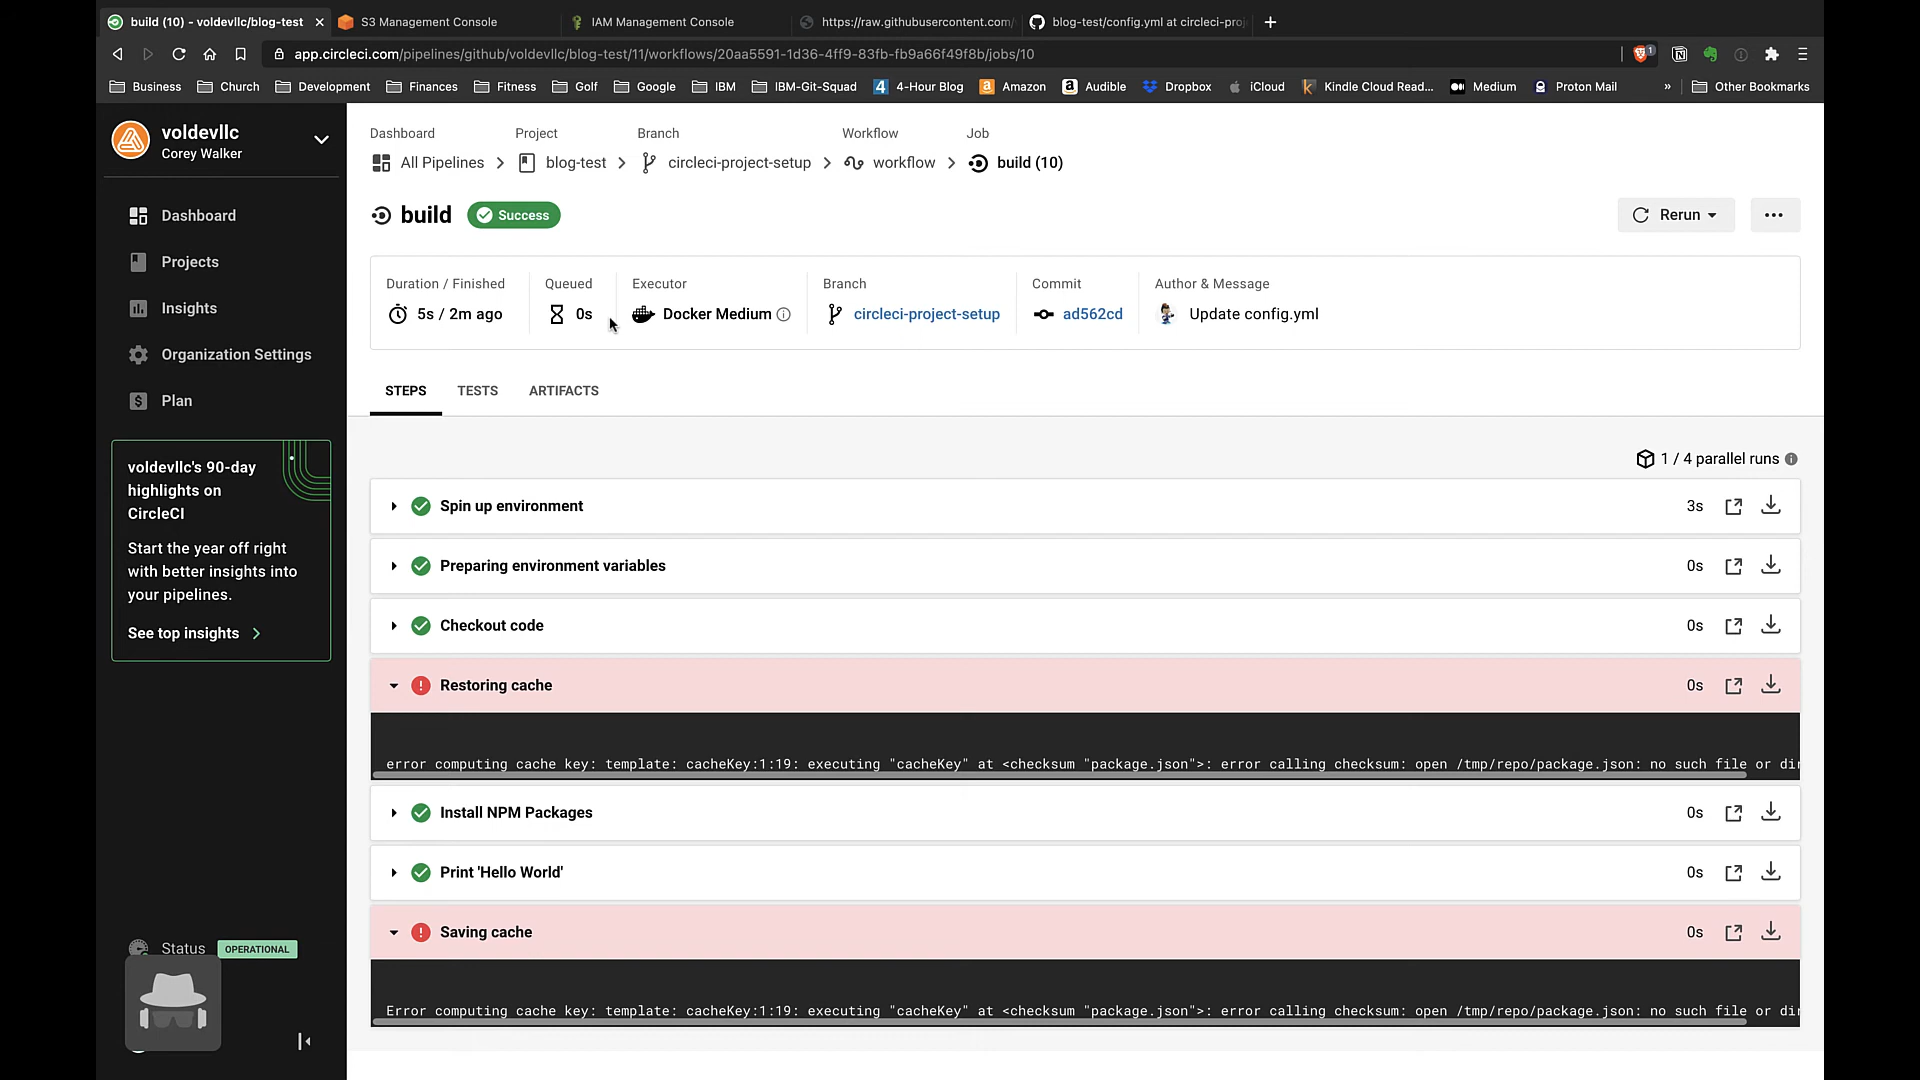 build (10) - voldevllc/blog-test
S3 Management Console
IAM Management Console
https://raw.githubusercontent.com/
blog-test/config.yml at circleci-proj
app.circleci.com/pipelines/github/voldevllc/blog-test/11/workflows/20aa5591-1d36-4ff9-83fb-fb9a66f49f8b/jobs/10
1
Business
Church
Development
Finances
Fitness
Golf
Google
IBM
IBM-Git-Squad
4-Hour Blog
Amazon
Audible
Dropbox
iCloud
Kindle Cloud Read...
Medium
Proton Mail
»
Other Bookmarks
voldevllc
Corey Walker
Dashboard
Projects
Insights
Organization Settings
Plan
voldevllc's 90-day
highlights on
CircleCI
Start the year off right
with better insights into
your pipelines.
See top insights
Status OPERATIONAL
Dashboard Project Branch Workflow Job
All Pipelines blog-test circleci-project-setup workflow build (10)
build Success
Rerun
Duration / Finished
5s / 2m ago
Queued
0s
Executor
Docker Medium
Branch
circleci-project-setup
Commit
ad562cd
Author & Message
Update config.yml
STEPS TESTS ARTIFACTS
1 / 4 parallel runs
Spin up environment 3s
Preparing environment variables 0s
Checkout code 0s
Restoring cache 0s
error computing cache key: template: cacheKey:1:19: executing "cacheKey" at <checksum "package.json">: error calling checksum: open /tmp/repo/package.json: no such file or dir
Install NPM Packages 0s
Print 'Hello World' 0s
Saving cache 0s
Error computing cache key: template: cacheKey:1:19: executing "cacheKey" at <checksum "package.json">: error calling checksum: open /tmp/repo/package.json: no such file or dir